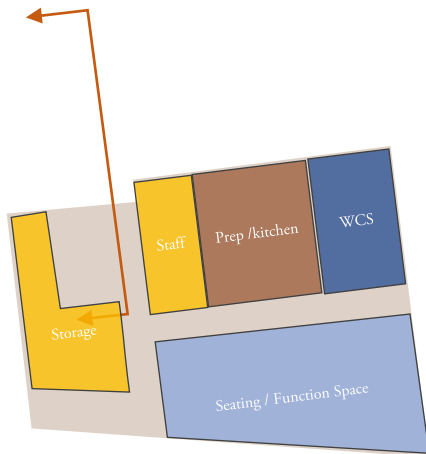 Staff
Prep /kitchen
WCS
Storage
Seating / Function Space